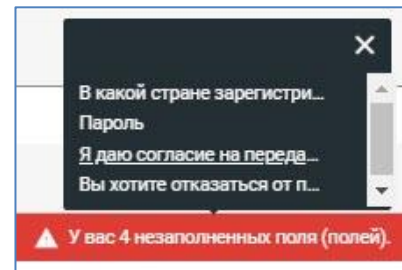 В какой стране зарегистри...
Пароль
Я даю согласие на переда...
Вы хотите отказаться от п...
У вас 4 незаполненных поля (полей).